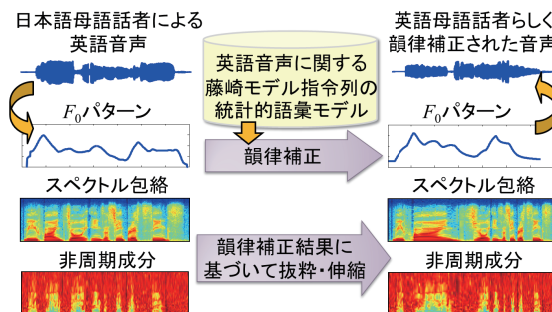 日本語母語話者による
英語音声
英語音声に関する
藤崎モデル指令列の
統計的語彙モデル
英語母語話者らしく
韻律補正された音声
F0パターン
韻律補正
F0パターン
スペクトル包絡
スペクトル包絡
韻律補正結果に
基づいて抜粋・伸縮
非周期成分
非周期成分